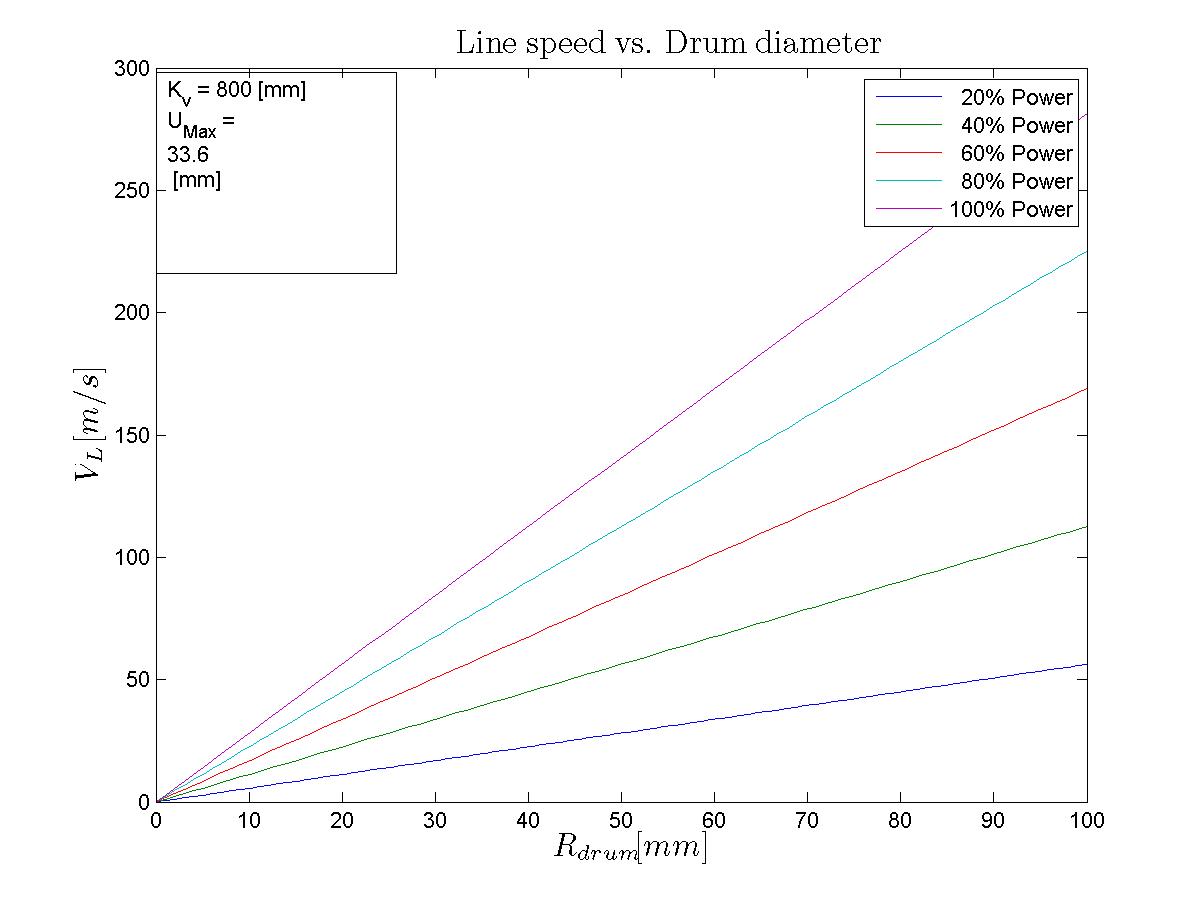 Line speed vs. Drum diameter
K_v = 800 [mm]
U_Max =
33.6
[mm]
20% Power
40% Power
60% Power
80% Power
100% Power
300
250
200
150
100
50
0
V_L[m/s]
0 10 20 30 40 50 60 70 80 90 100
R_drum[mm]